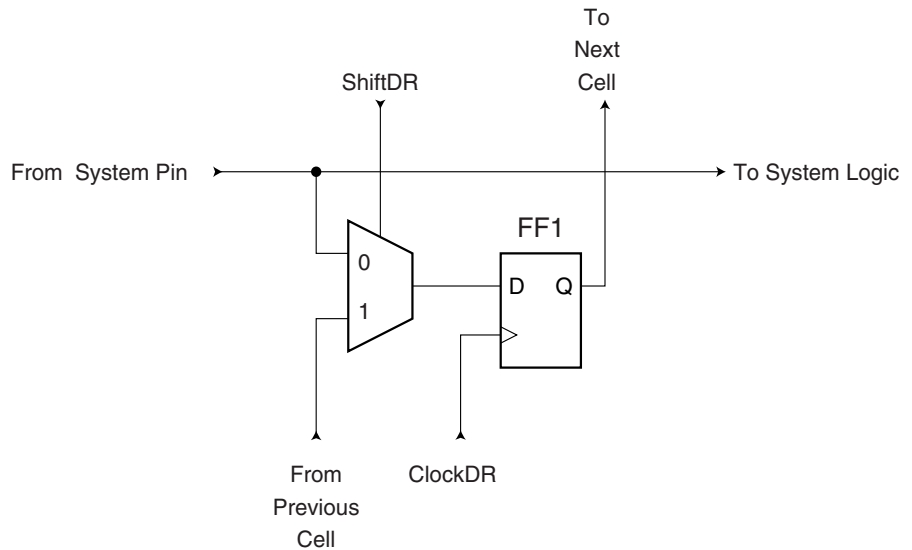 To
Next
Cell
ShiftDR
From System Pin
To System Logic
FF1
0
D Q
1
From
Previous
Cell
ClockDR